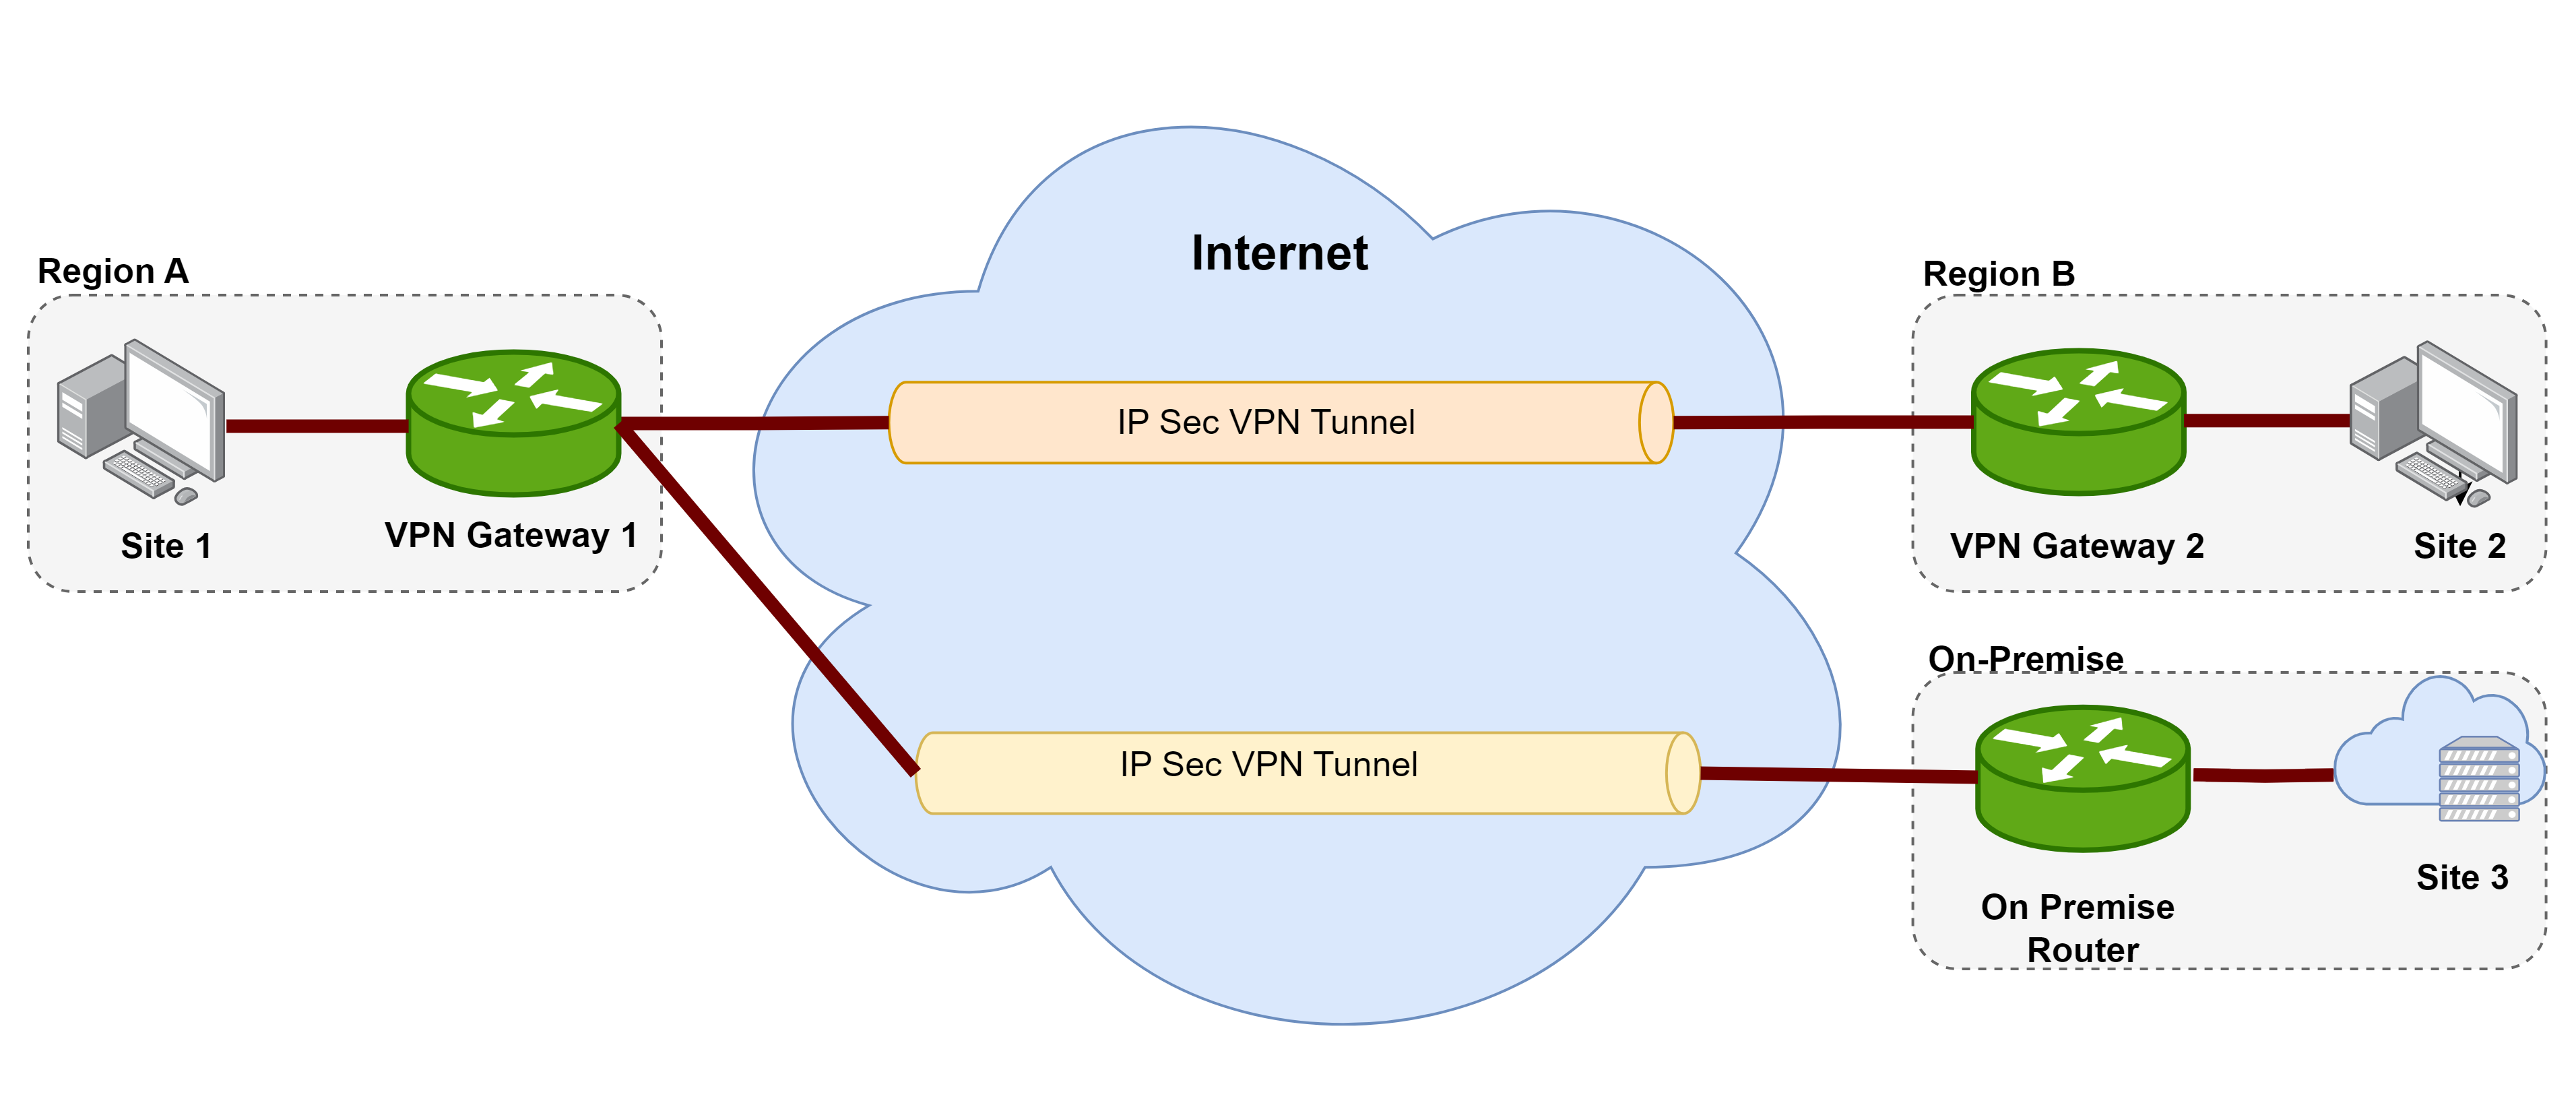 Internet
Region A
Region B
IP Sec VPN Tunnel
Site 1
VPN Gateway 1
VPN Gateway 2
Site 2
On-Premise
IP Sec VPN Tunnel
Site 3
On Premise
Router